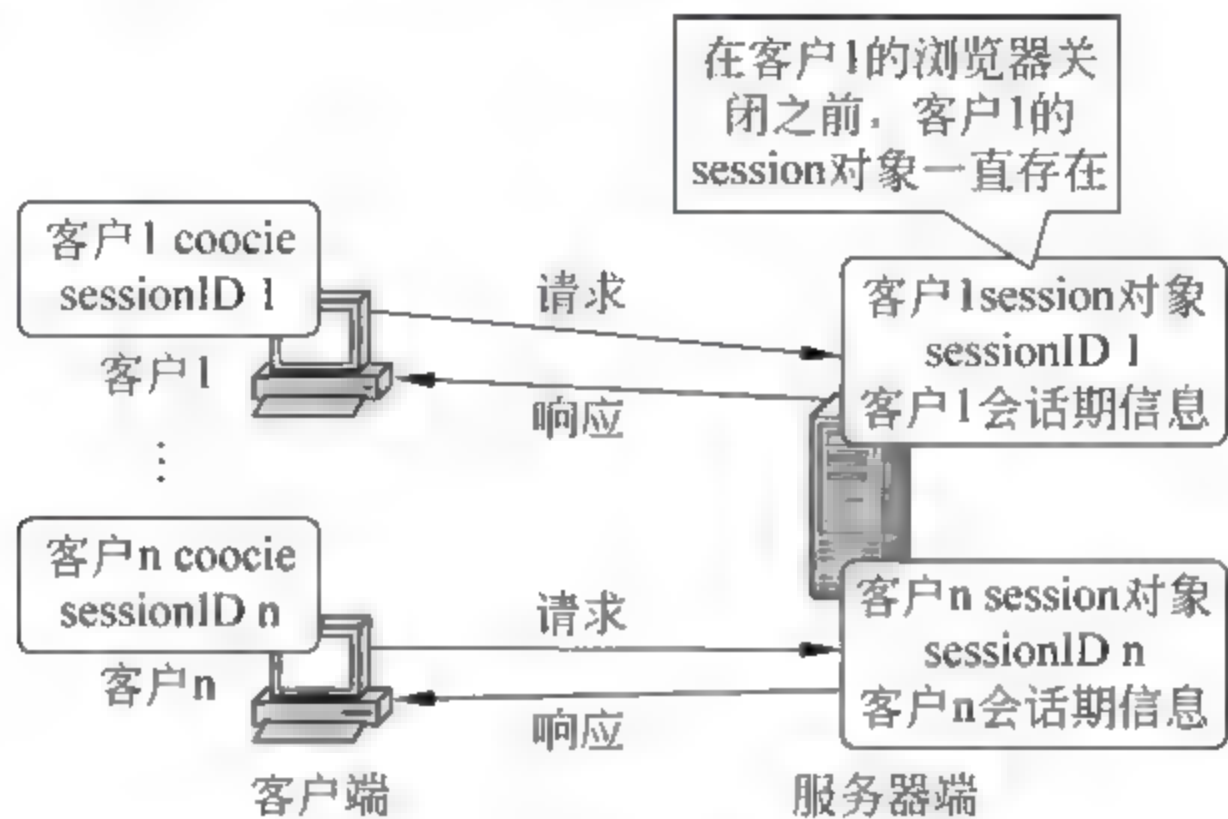 在客户1的浏览器关
闭之前，客户1的
session对象一直存在
客户1 coocie
sessionID 1
客户1
请求
响应
客户1session对象
sessionID 1
客户1会话期信息
⋮
客户n coocie
sessionID n
客户n
请求
响应
客户n session对象
sessionID n
客户n会话期信息
客户端
服务器端